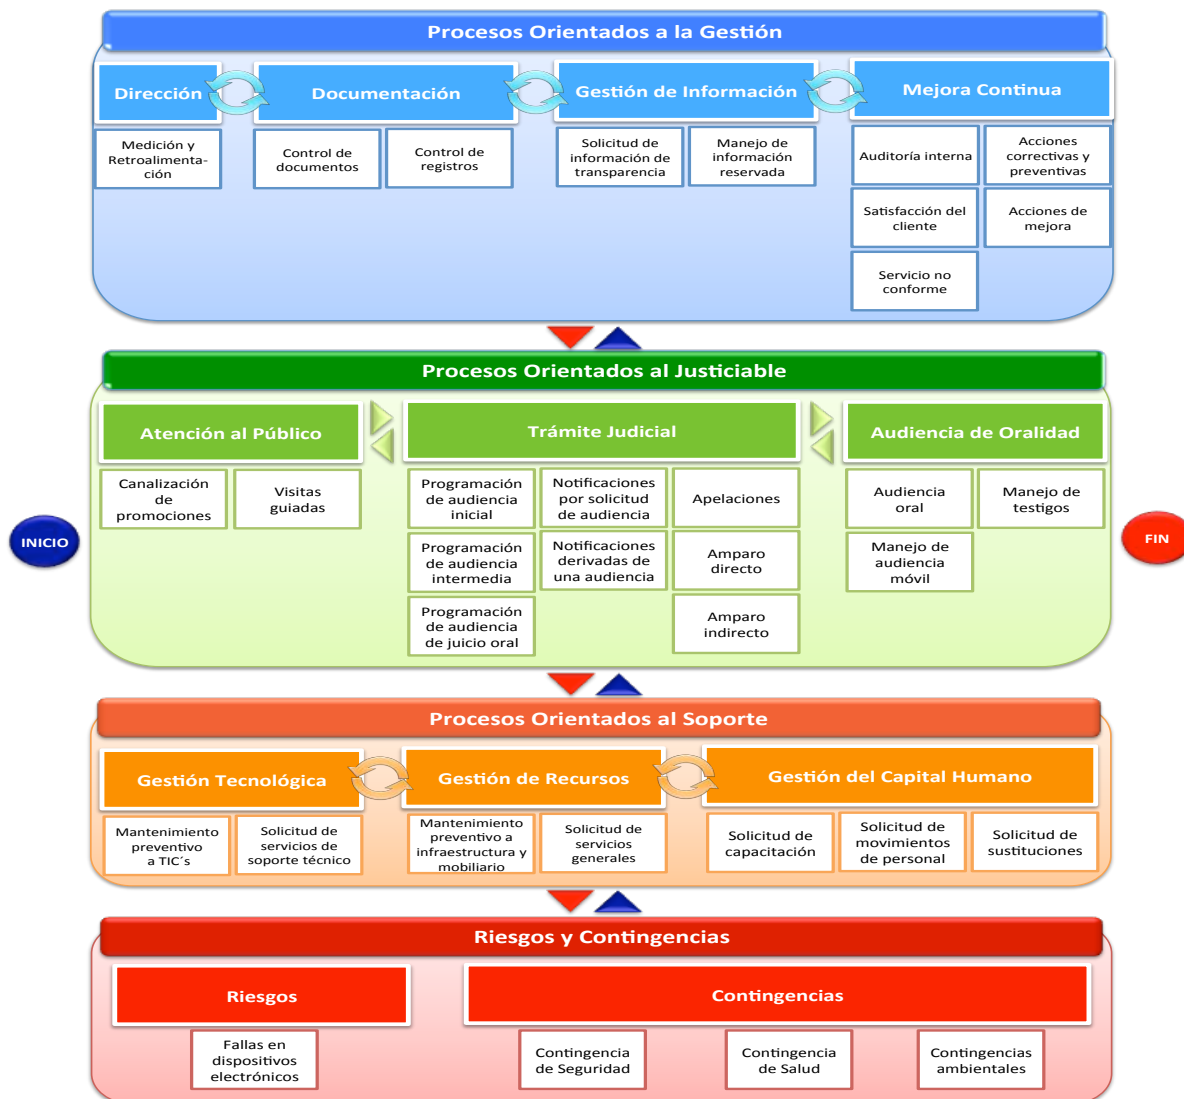 Procesos Orientados a la Gestión
Dirección
Documentación
Gestión de Información
Mejora Continua
Medición y
Retroalimenta-
ción
Control de
documentos
Control de
registros
Solicitud de
información de
transparencia
Manejo de
información
reservada
Auditoría interna
Acciones
correctivas y
preventivas
Satisfacción del
cliente
Acciones de
mejora
Servicio no
conforme
Procesos Orientados al Justiciable
Atención al Público
Trámite Judicial
Audiencia de Oralidad
Canalización
de
promociones
Visitas
guiadas
Programación
de audiencia
inicial
Notificaciones
por solicitud
de audiencia
Apelaciones
Audiencia
oral
Manejo de
testigos
INICIO
Programación
de audiencia
intermedia
Notificaciones
derivadas de
una audiencia
Amparo
directo
Manejo de
audiencia
móvil
FIN
Programación
de audiencia
de juicio oral
Amparo
indirecto
Procesos Orientados al Soporte
Gestión Tecnológica
Gestión de Recursos
Gestión del Capital Humano
Mantenimiento
preventivo
a TIC´s
Solicitud de
servicios de
soporte técnico
Mantenimiento
preventivo a
infraestructura y
mobiliario
Solicitud de
servicios
generales
Solicitud de
capacitación
Solicitud de
movimientos
de personal
Solicitud de
sustituciones
Riesgos y Contingencias
Riesgos
Contingencias
Fallas en
dispositivos
electrónicos
Contingencia
de Seguridad
Contingencia
de Salud
Contingencias
ambientales